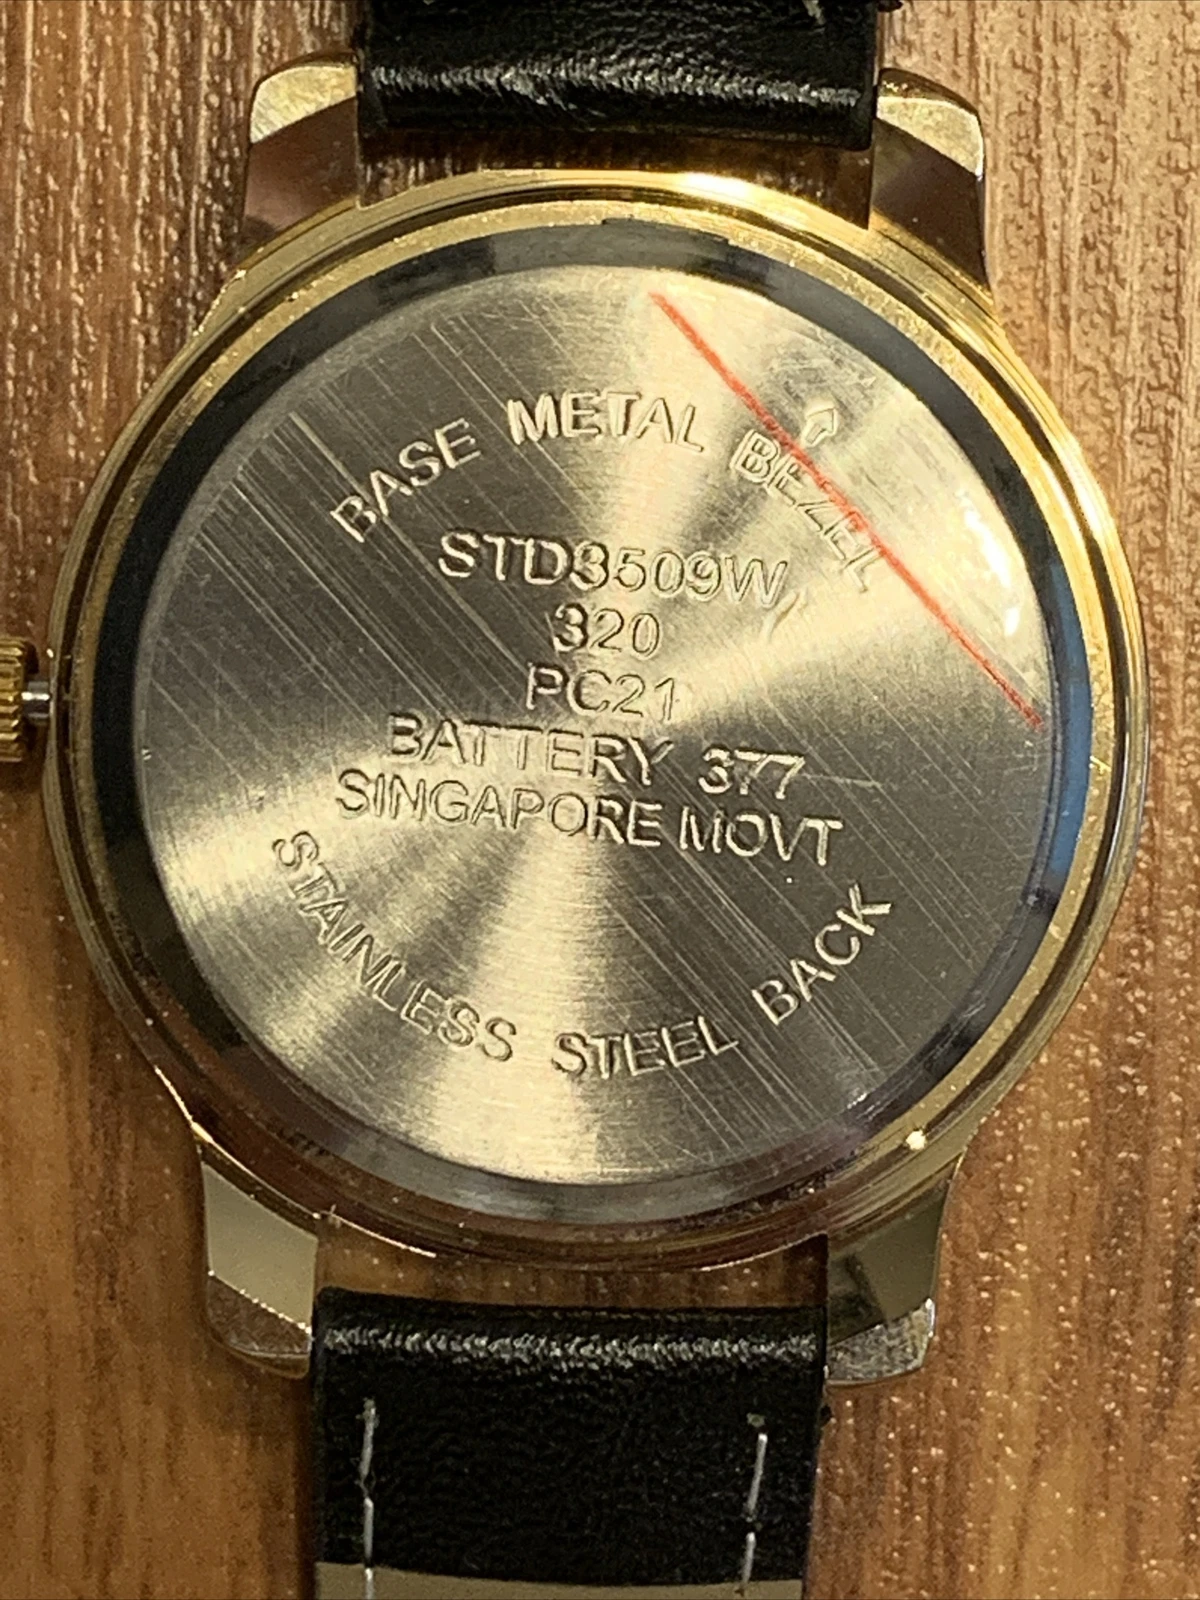 BASE METAL BEZEL
STD3509W
320
PC21
BATTERY 377
SINGAPORE MOVT
STAINLESS STEEL BACK